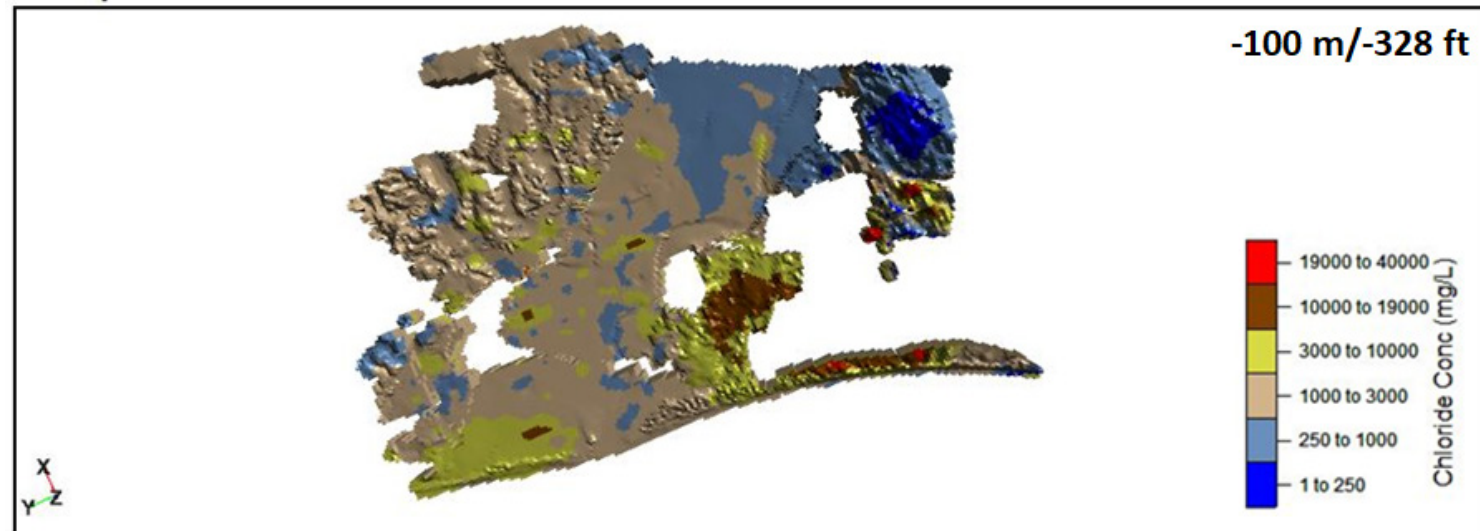 -100 m/-328 ft
19000 to 40000
10000 to 19000
3000 to 10000
1000 to 3000
250 to 1000
1 to 250
Chloride Conc (mg/L)
X
Y Z